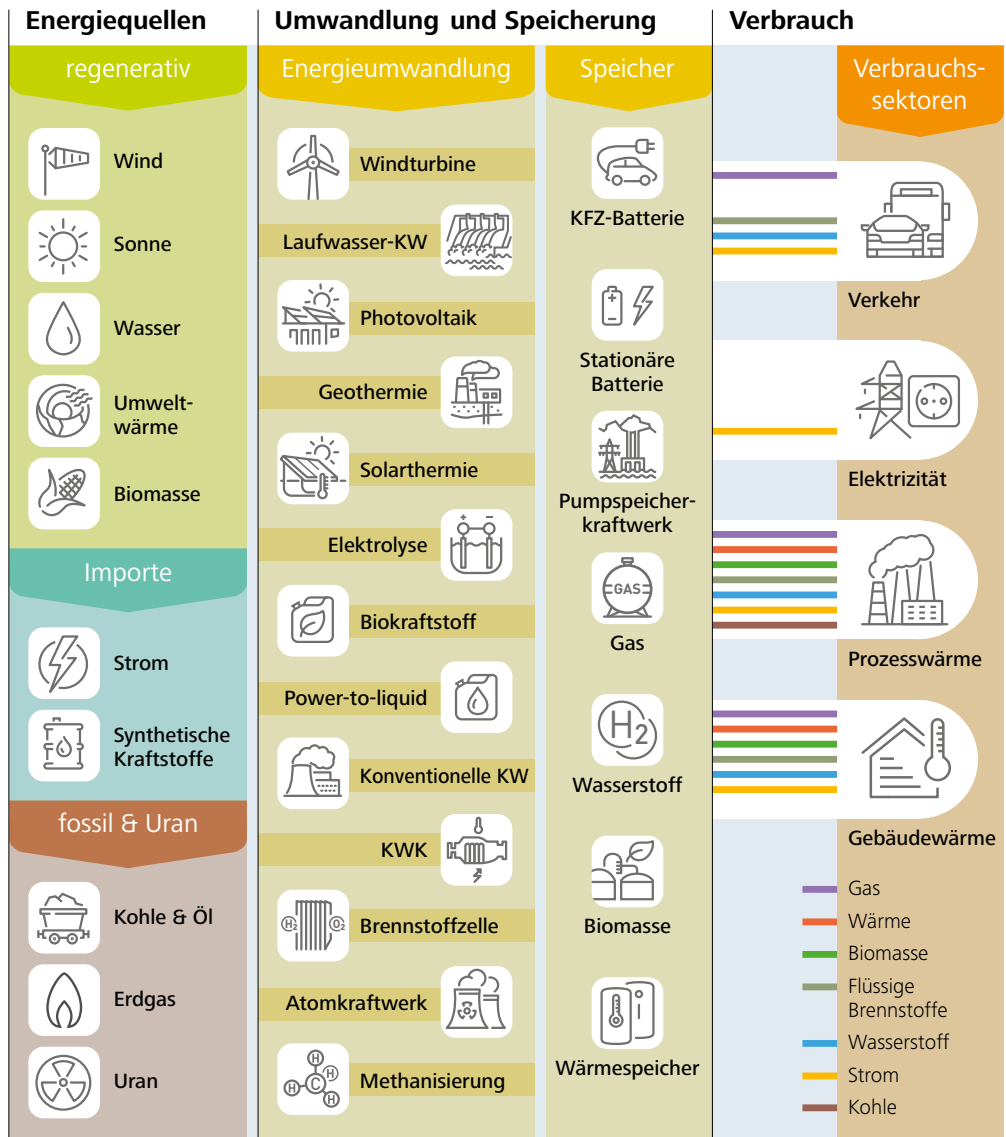 Energiequellen
regenerativ
Wind
Sonne
Wasser
Umwelt-
wärme
Biomasse
Importe
Strom
Synthetische
Kraftstoffe
fossil & Uran
Kohle & Öl
Erdgas
Uran
Umwandlung und Speicherung
Energieumwandlung
Windturbine
Laufwasser-KW
Photovoltaik
Geothermie
Solarthermie
+ −
Elektrolyse
Biokraftstoff
Power-to-liquid
Konventionelle KW
KWK
H₂ O₂
Brennstoffzelle
Atomkraftwerk
H
H
H C
H
Methanisierung
Speicher
KFZ-Batterie
+
Stationäre
Batterie
Pumpspeicher-
kraftwerk
GAS
Gas
H₂
Wasserstoff
Biomasse
Wärmespeicher
Verbrauch
Verbrauchs-
sektoren
Verkehr
Elektrizität
Prozesswärme
Gebäudewärme
Gas
Wärme
Biomasse
Flüssige
Brennstoffe
Wasserstoff
Strom
Kohle